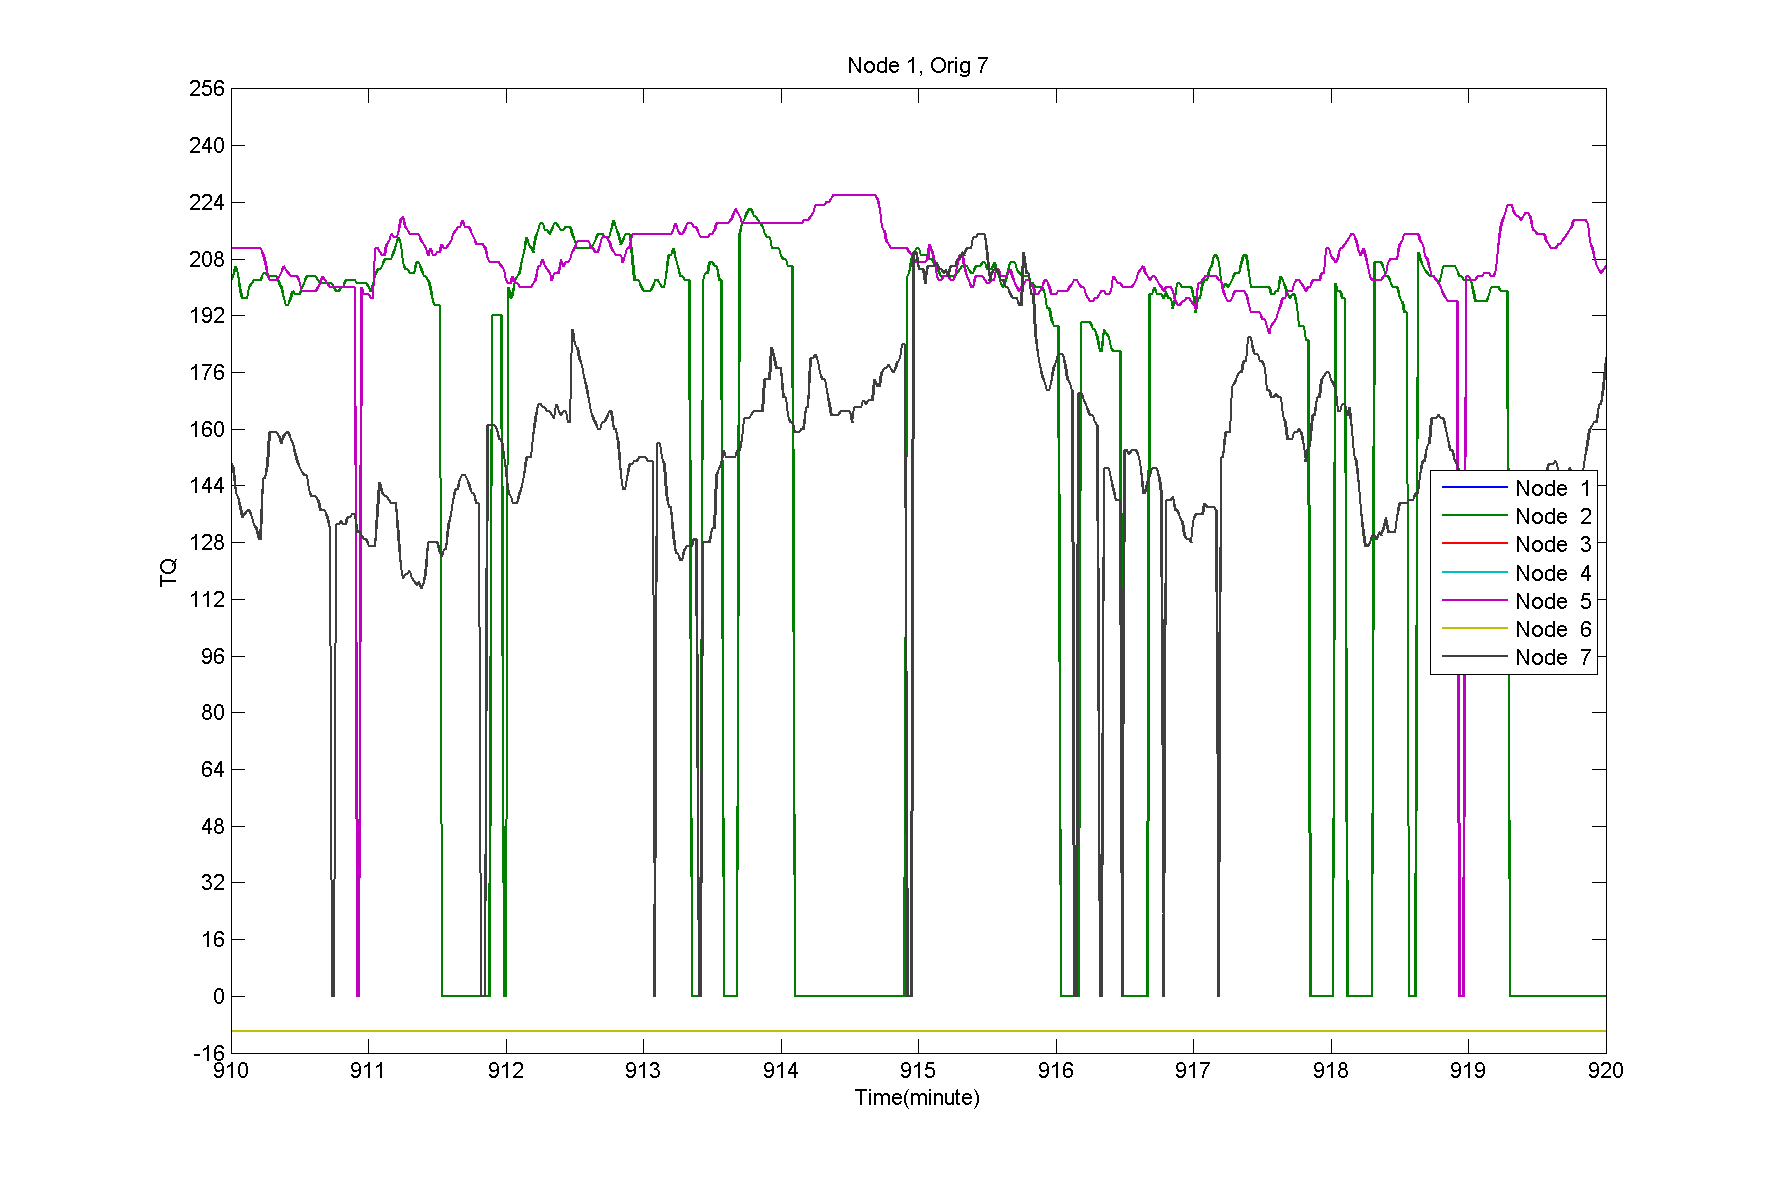 Node 1, Orig 7
256
240
224
208
192
176
160
144
128
112
96
80
64
48
32
16
0
-16
TQ
Node 1
Node 2
Node 3
Node 4
Node 5
Node 6
Node 7
910 911 912 913 914 915 916 917 918 919 920
Time(minute)